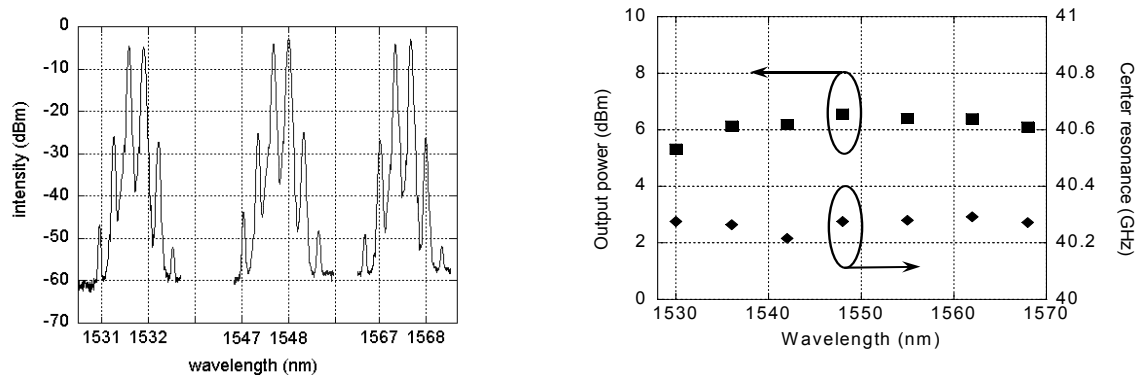 0
-10
-20
-30
-40
-50
-60
-70
intensity (dBm)
1531 1532 1547 1548 1567 1568
wavelength (nm)
10
8
6
4
2
0
Output power (dBm)
41
40.8
40.6
40.4
40.2
40
Center resonance (GHz)
1530 1540 1550 1560 1570
Wavelength (nm)